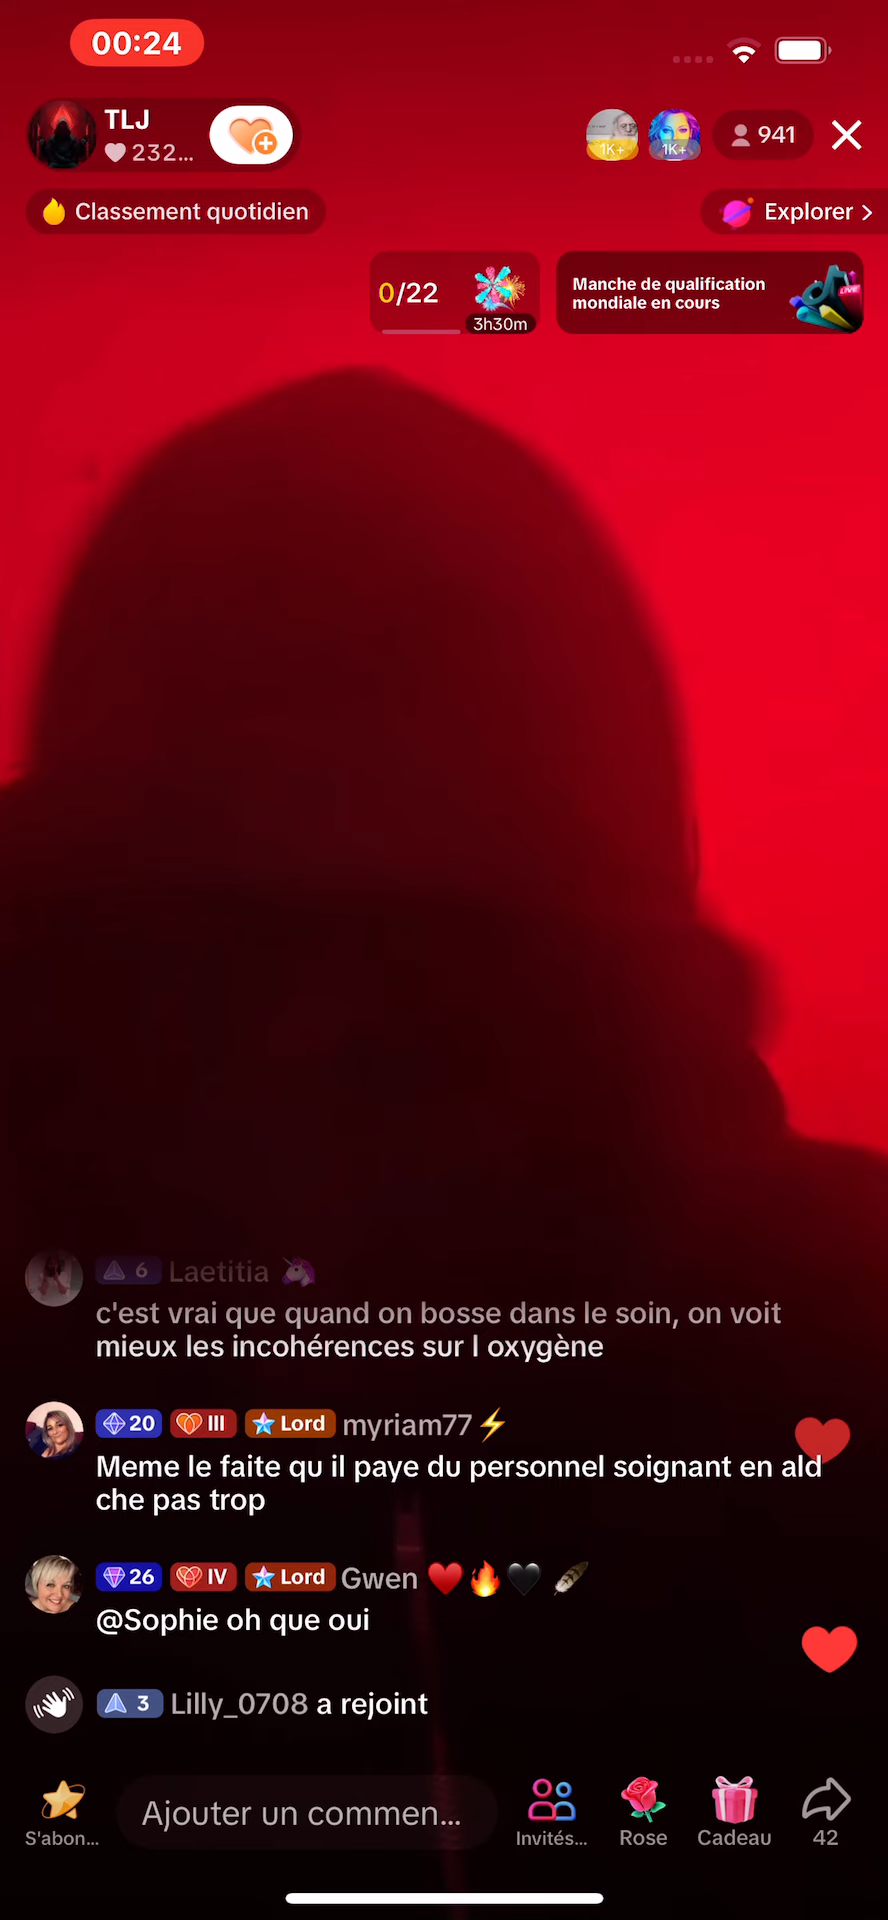 00:24
TLJ
232...
1K+
1K+
941
Classement quotidien
Explorer
0/22
3h30m
Manche de qualification
mondiale en cours
LIVE
6 Laetitia 🦄
c'est vrai que quand on bosse dans le soin, on voit
mieux les incohérences sur l oxygène
20 III Lord myriam77⚡
Meme le faite qu il paye du personnel soignant en ald
che pas trop
26 IV Lord Gwen ❤️🔥🖤 🪶
@Sophie oh que oui
3 Lilly_0708 a rejoint
S'abon...
Ajouter un commen...
Invités...
Rose
Cadeau
42